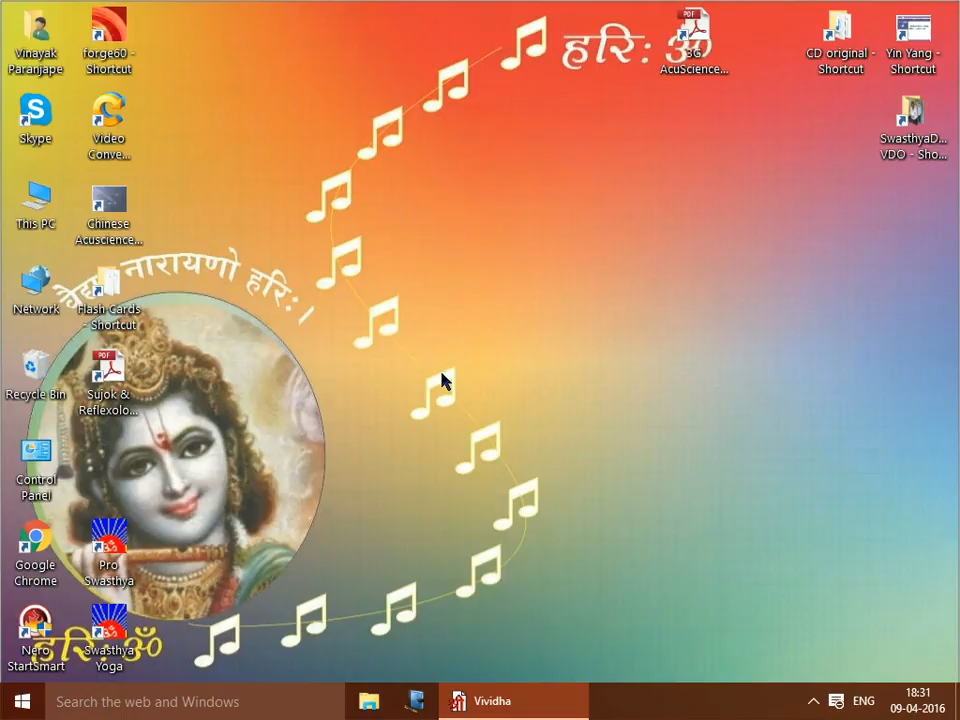 Vinayak
Paranjape
forge60 -
Shortcut
हरि: ॐ
3G
AcuScience...
CD original -
Shortcut
Yin Yang -
Shortcut
Skype
Video
Conve...
SwasthyaD...
VDO - Sho...
This PC
Chinese
Acuscience...
नारायणो हरिः।
Network
Flash Cards
- Shortcut
Recycle Bin
Sujok &
Reflexolo...
Control
Panel
Google
Chrome
Pro
Swasthya
Nero
StartSmart
Swasthya
Yoga
हरि: ॐ
Search the web and Windows
Vividha
ENG
18:31
09-04-2016